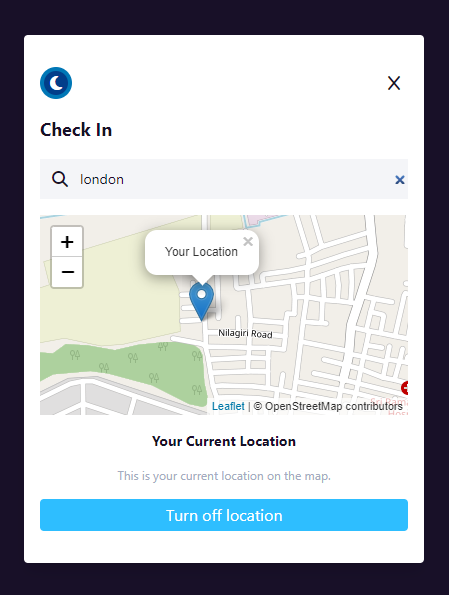 Check In
london
+
Your Location
×
−
Nilagiri Road
Leaflet | © OpenStreetMap contributors
Your Current Location
This is your current location on the map.
Turn off location